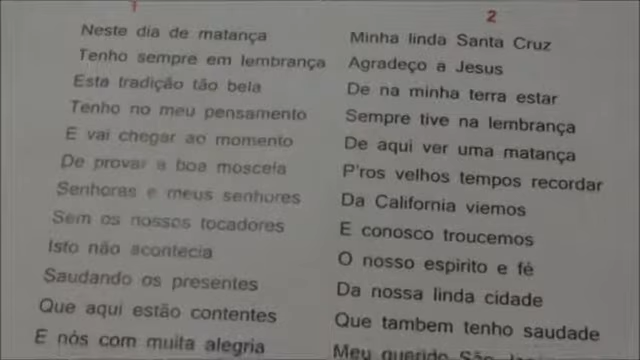 1
Neste dia de matança
Tenho sempre em lembrança
Esta tradição tão bela
Tenho no meu pensamento
E vai chegar ao momento
De provar a boa moscela
Senhoras e meus senhores
Sem os nossos tocadores
Isto não acontecia
Saudando os presentes
Que aqui estão contentes
E nós com muita alegria
2
Minha linda Santa Cruz
Agradeço a Jesus
De na minha terra estar
Sempre tive na lembrança
De aqui ver uma matança
P'ros velhos tempos recordar
Da California viemos
E conosco troucemos
O nosso espirito e fé
Da nossa linda cidade
Que tambem tenho saudade
Meu querido São